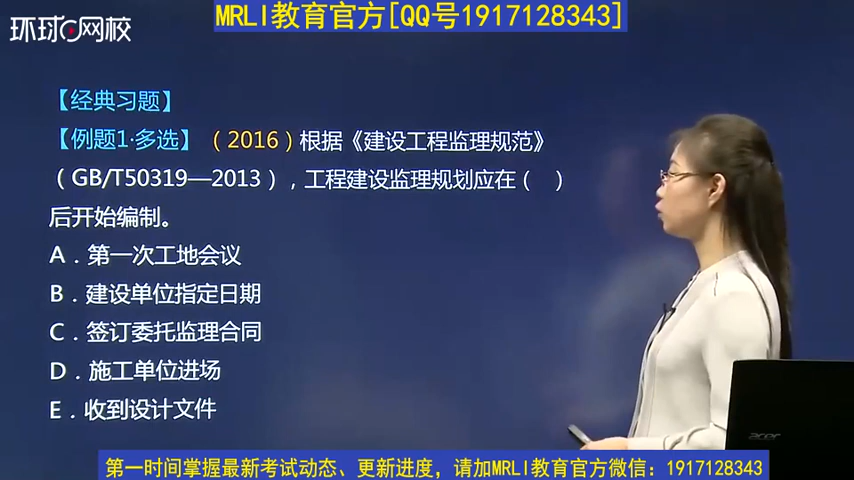 MRLI教育官方[QQ号1917128343]
环球网校
【经典习题】
【例题1·多选】（2016）根据《建设工程监理规范》
（GB/T50319—2013），工程建设监理规划应在（ ）
后开始编制。
A．第一次工地会议
B．建设单位指定日期
C．签订委托监理合同
D．施工单位进场
E．收到设计文件
acer
第一时间掌握最新考试动态、更新进度，请加MRLI教育官方微信：1917128343